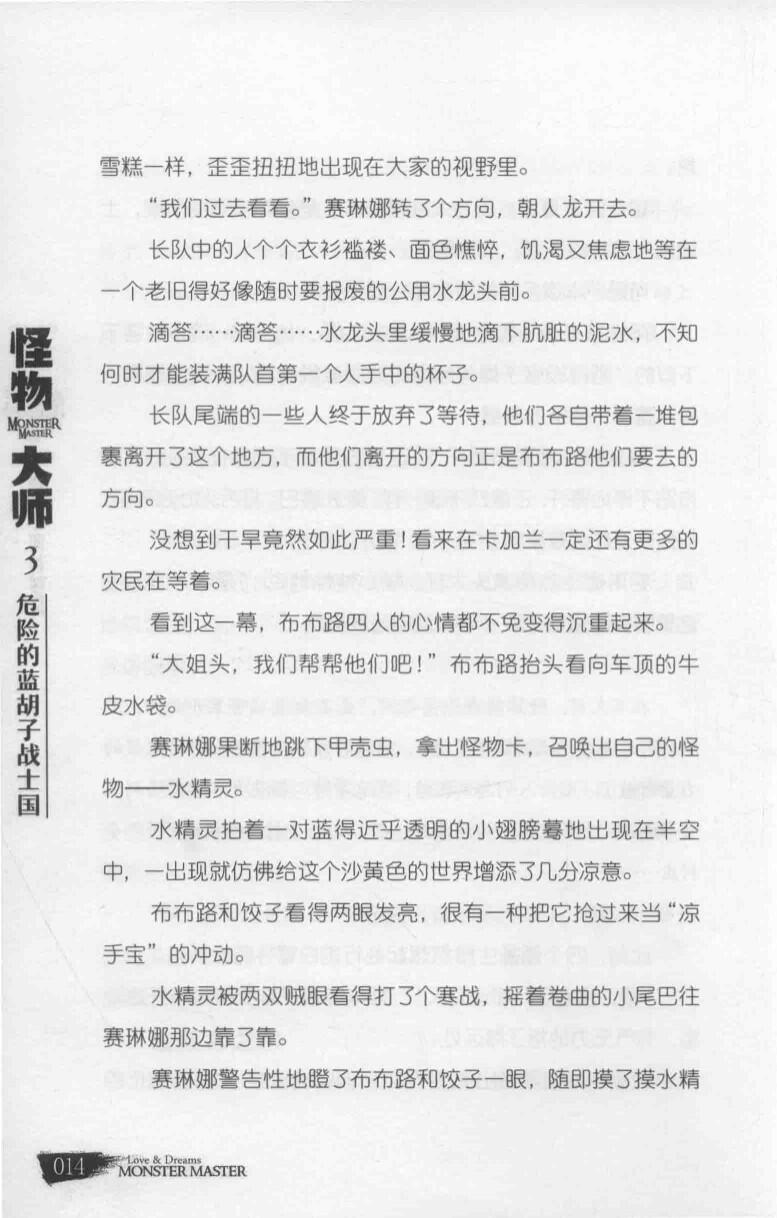 雪糕一样，歪歪扭扭地出现在大家的视野里。
“我们过去看看。”赛琳娜转了个方向，朝人龙开去。
长队中的人个个衣衫褴褛、面色憔悴，饥渴又焦虑地等在
一个老旧得好像随时要报废的公用水龙头前。
滴答……滴答……水龙头里缓慢地滴下肮脏的泥水，不知
何时才能装满队首第一个人手中的杯子。
长队尾端的一些人终于放弃了等待，他们各自带着一堆包
裹离开了这个地方，而他们离开的方向正是布布路他们要去的
方向。
没想到干旱竟然如此严重！看来在卡加兰一定还有更多的
灾民在等着。
看到这一幕，布布路四人的心情都不免变得沉重起来。
“大姐头，我们帮帮他们吧！”布布路抬头看向车顶的牛
皮水袋。
赛琳娜果断地跳下甲壳虫，拿出怪物卡，召唤出自己的怪
物——水精灵。
水精灵拍着一对蓝得近乎透明的小翅膀蓦地出现在半空
中，一出现就仿佛给这个沙黄色的世界增添了几分凉意。
布布路和饺子看得两眼发亮，很有一种把它抢过来当“凉
手宝”的冲动。
水精灵被两双贼眼看得打了个寒战，摇着卷曲的小尾巴往
赛琳娜那边靠了靠。
赛琳娜警告性地瞪了布布路和饺子一眼，随即摸了摸水精
怪物
MONSTER
MASTER
大师
3
危险的蓝胡子战士国
014
Love & Dreams
MONSTER MASTER